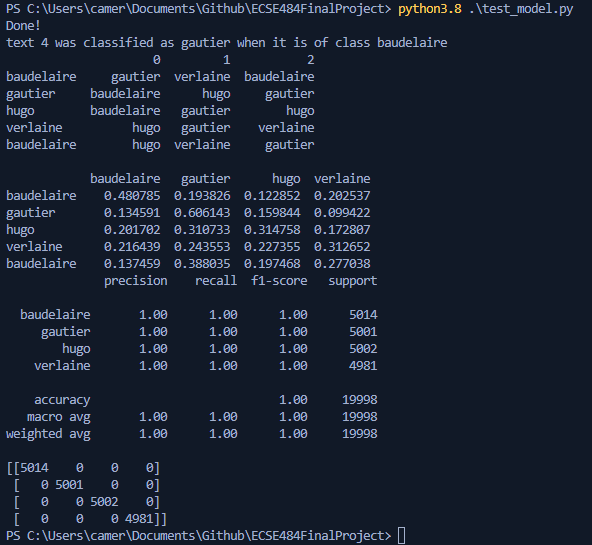 PS C:\Users\camer\Documents\Github\ECSE484FinalProject> python3.8 .\test_model.py
Done!
text 4 was classified as gautier when it is of class baudelaire
                    0         1           2
baudelaire    gautier  verlaine  baudelaire
gautier    baudelaire      hugo     gautier
hugo       baudelaire   gautier        hugo
verlaine         hugo   gautier    verlaine
baudelaire       hugo  verlaine     gautier

            baudelaire   gautier      hugo  verlaine
baudelaire    0.480785  0.193826  0.122852  0.202537
gautier       0.134591  0.606143  0.159844  0.099422
hugo          0.201702  0.310733  0.314758  0.172807
verlaine      0.216439  0.243553  0.227355  0.312652
baudelaire    0.137459  0.388035  0.197468  0.277038
              precision    recall  f1-score   support

  baudelaire       1.00      1.00      1.00      5014
     gautier       1.00      1.00      1.00      5001
        hugo       1.00      1.00      1.00      5002
    verlaine       1.00      1.00      1.00      4981

    accuracy                           1.00     19998
   macro avg       1.00      1.00      1.00     19998
weighted avg       1.00      1.00      1.00     19998

[[5014    0    0    0]
 [   0 5001    0    0]
 [   0    0 5002    0]
 [   0    0    0 4981]]
PS C:\Users\camer\Documents\Github\ECSE484FinalProject>